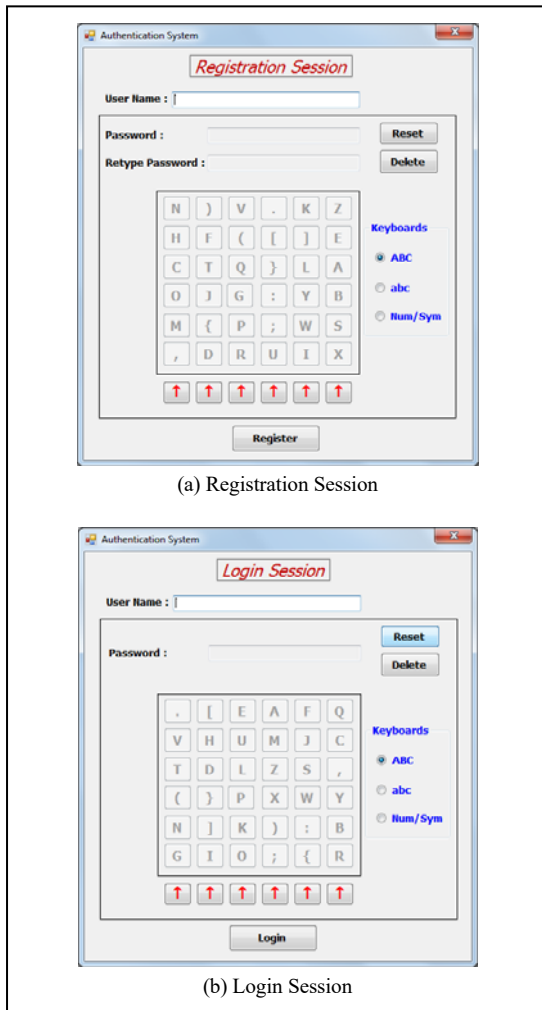 Authentication System
x
Registration Session
User Name :
Password :
Reset
Retype Password :
Delete
N ) V . K Z
H F ( [ ] E
C T Q } L A
O J G : Y B
M { P ; W S
, D R U I X
Keyboards
ABC
abc
Num/Sym
↑ ↑ ↑ ↑ ↑ ↑
Register
(a) Registration Session
Authentication System
x
Login Session
User Name :
Reset
Password :
Delete
. [ E A F Q
V H U M J C
T D L Z S ,
( } P X W Y
N ] K ) : B
G I O ; { R
Keyboards
ABC
abc
Num/Sym
↑ ↑ ↑ ↑ ↑ ↑
Login
(b) Login Session